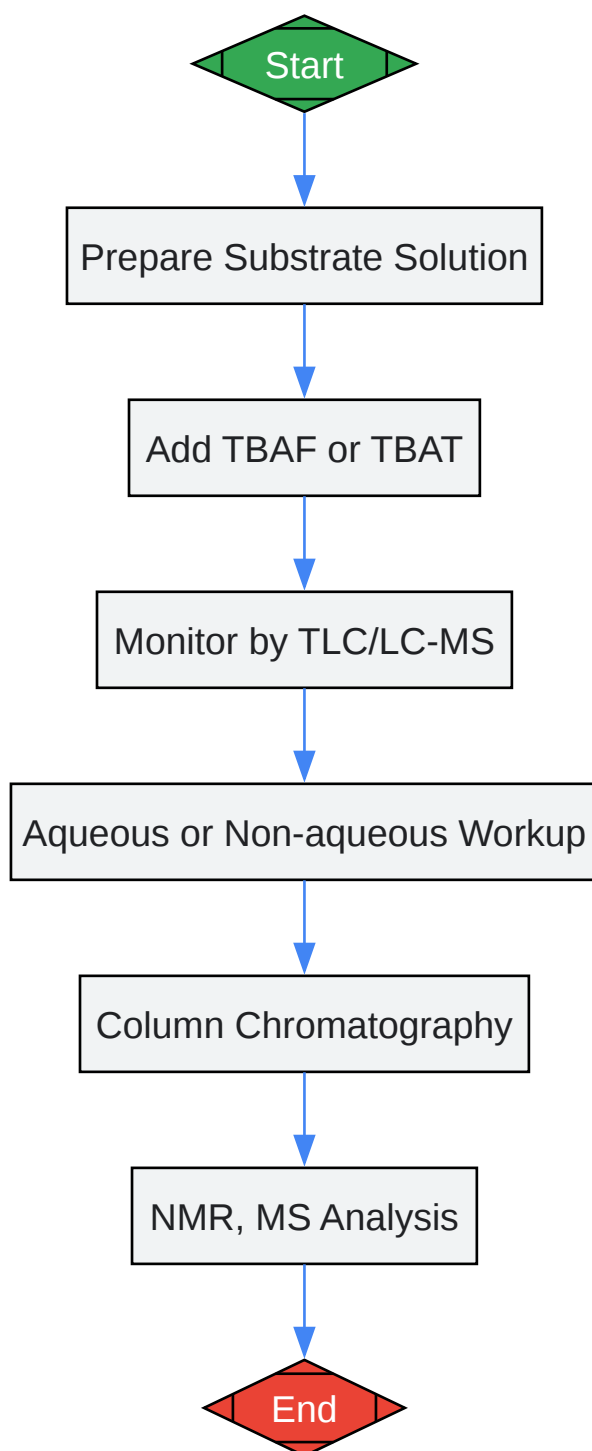 Start
Prepare Substrate Solution
Add TBAF or TBAT
Monitor by TLC/LC-MS
Aqueous or Non-aqueous Workup
Column Chromatography
NMR, MS Analysis
End